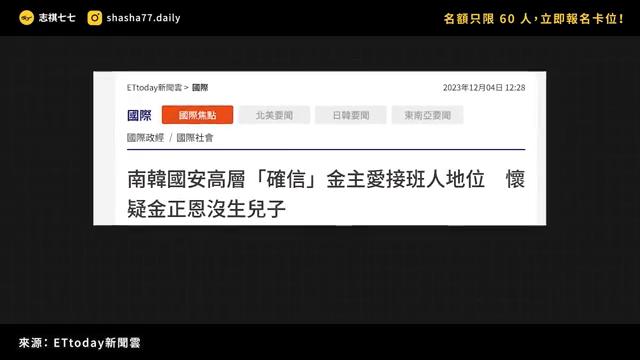 志祺七七 shasha77.daily 名額只限 60 人，立即報名卡位！
ETtoday新聞雲 > 國際 2023年12月04日 12:28
國際 國際焦點 北美要聞 日韓要聞 東南亞要聞
國際政經 / 國際社會
南韓國安高層「確信」金主愛接班人地位　懷
疑金正恩沒生兒子
來源：ETtoday新聞雲